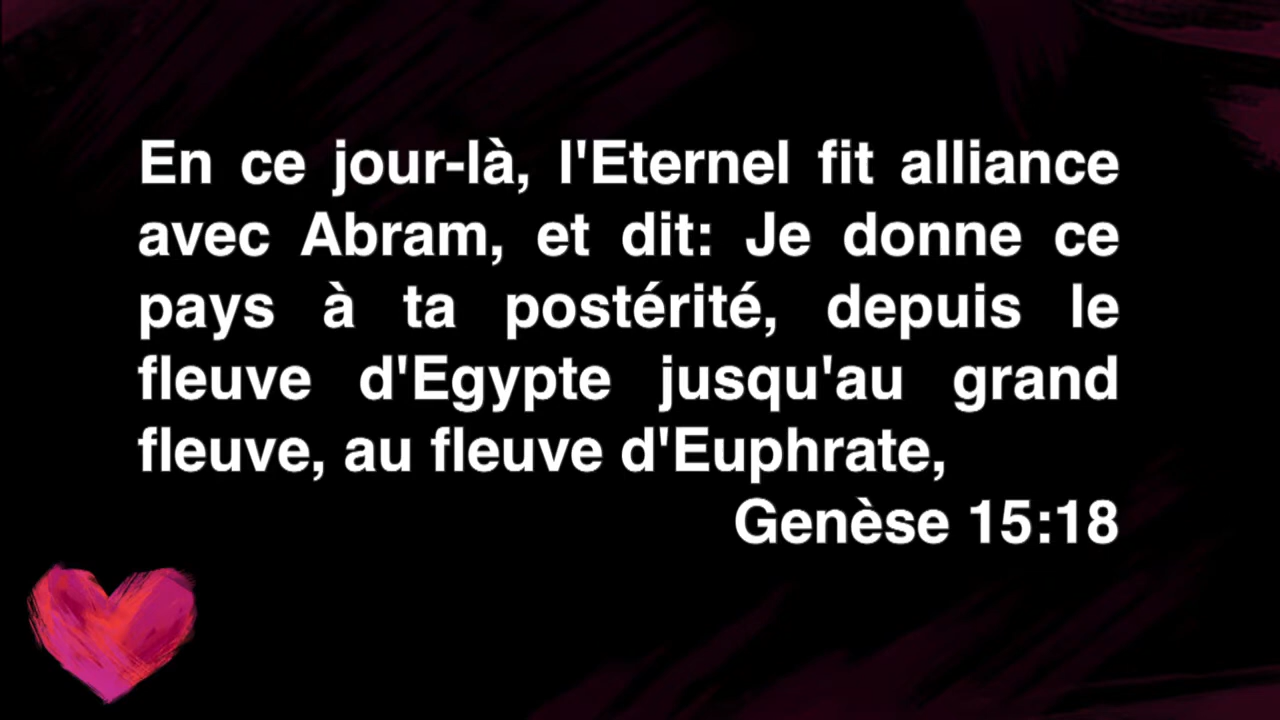 En ce jour-là, l'Eternel fit alliance
avec Abram, et dit: Je donne ce
pays à ta postérité, depuis le
fleuve d'Egypte jusqu'au grand
fleuve, au fleuve d'Euphrate,
Genèse 15:18